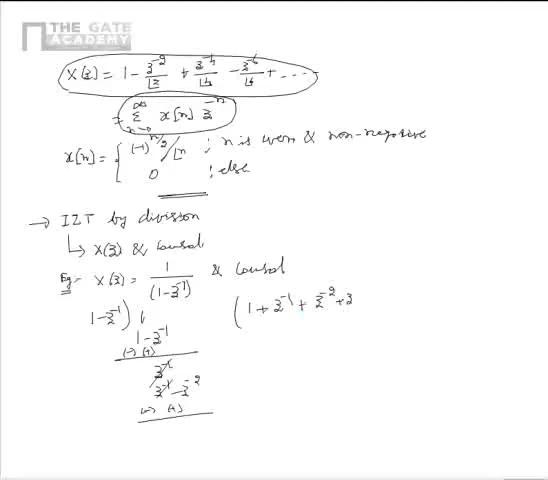 THE GATE
ACADEMY
X(z) = 1 - z^-2/⌊2 + z^-4/⌊4 - z^-6/⌊6 + ....
= Σ_{n→0}^{∞} x[n] z^-n
x[n] = { (-1)^{n/2}/⌊n ; n is even & non-negative
0 ; else
→ IZT by division
↳ X(z) & causal
Eg:- X(z) = 1/(1-z^-1) & causal
1-z^-1) 1 (1 + z^-1 + z^-2 + z
1-z^-1
(-) (+)
z^-1
z^-1 - z^-2
(-) (+)